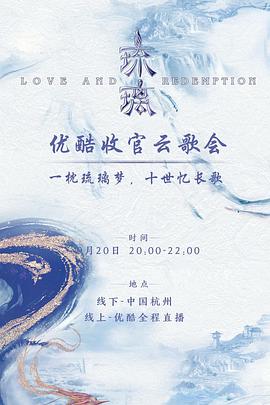 琉璃
LOVE AND REDEMPTION
优酷收官云歌会
一枕琉璃梦，十世忆长歌
时间
9月20日 20:00-22:00
地点
线下-中国杭州
线上-优酷全程直播